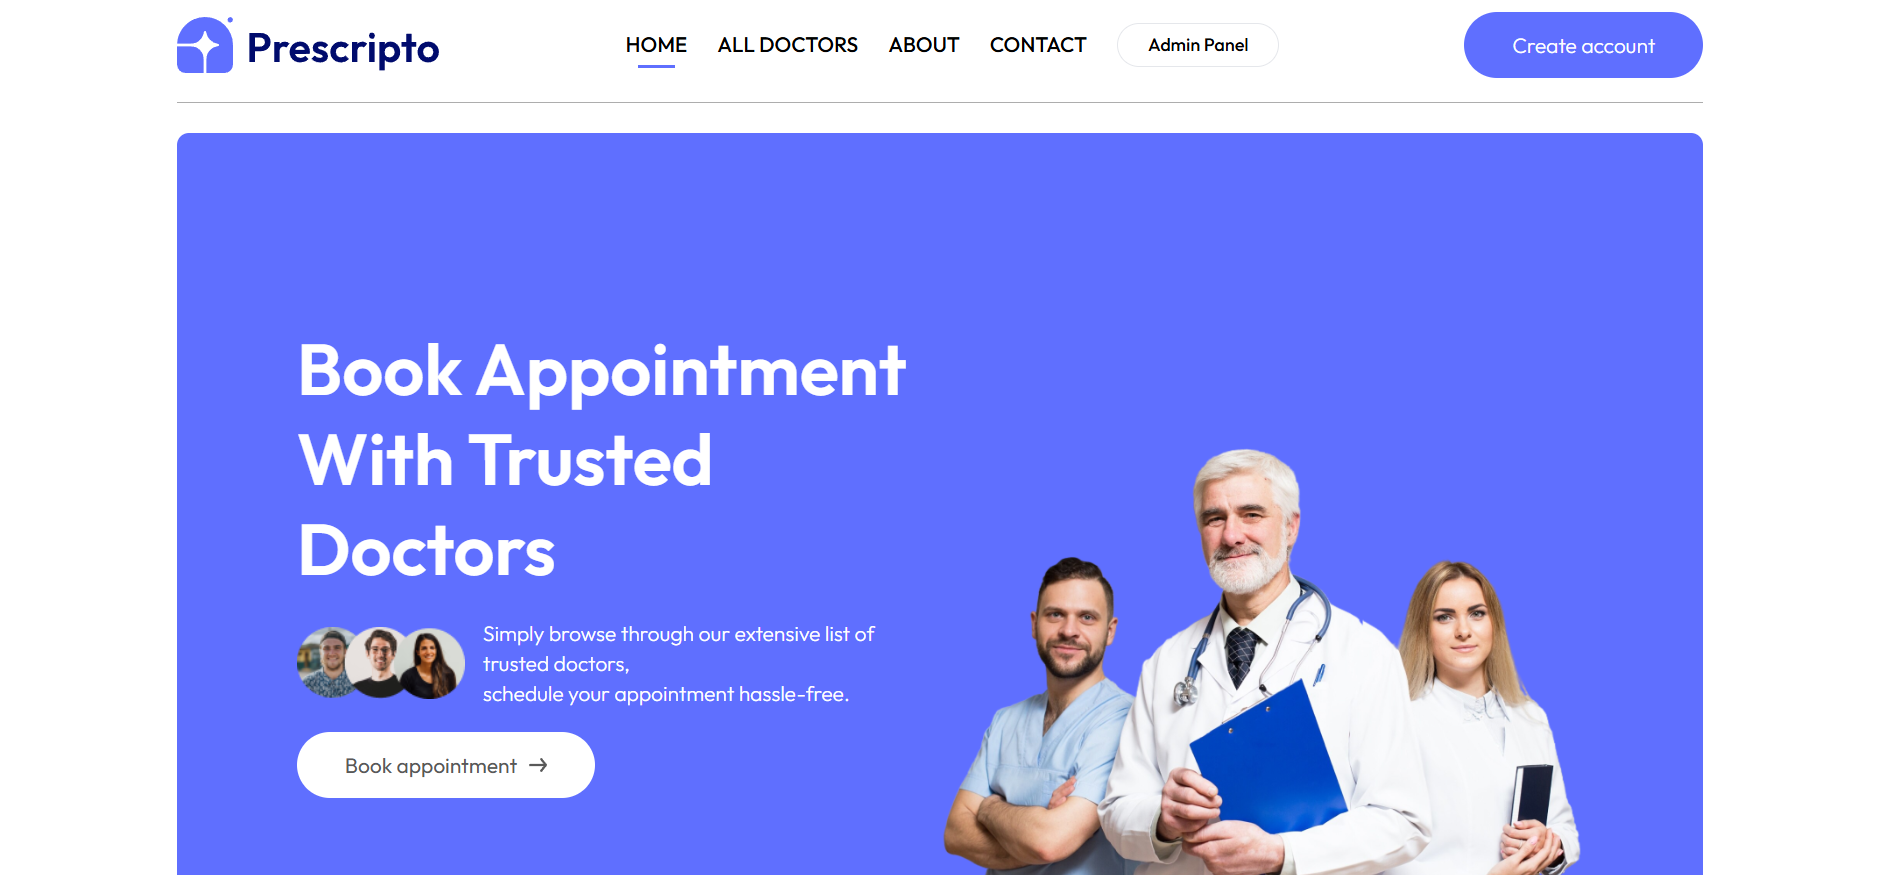 Prescripto
HOME
ALL DOCTORS
ABOUT
CONTACT
Admin Panel
Create account
Book Appointment
With Trusted
Doctors
Simply browse through our extensive list of
trusted doctors,
schedule your appointment hassle-free.
Book appointment →